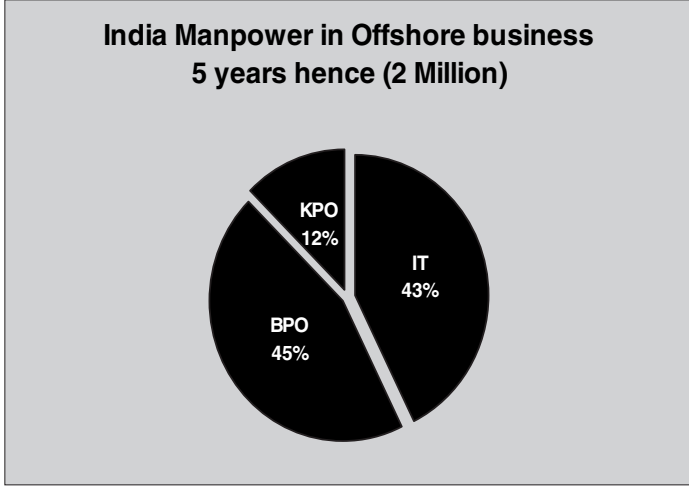 India Manpower in Offshore business
5 years hence (2 Million)
KPO
12%
IT
43%
BPO
45%